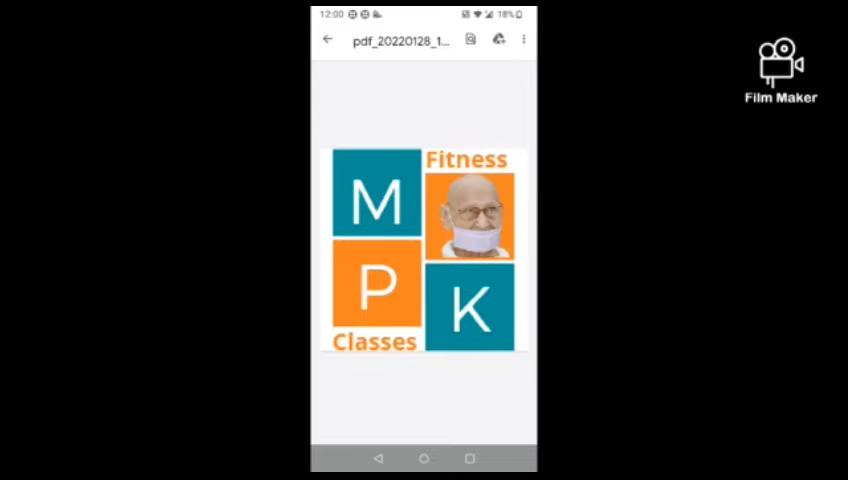 12:00
18%
pdf_20220128_1...
Film Maker
Fitness
M
P
K
Classes